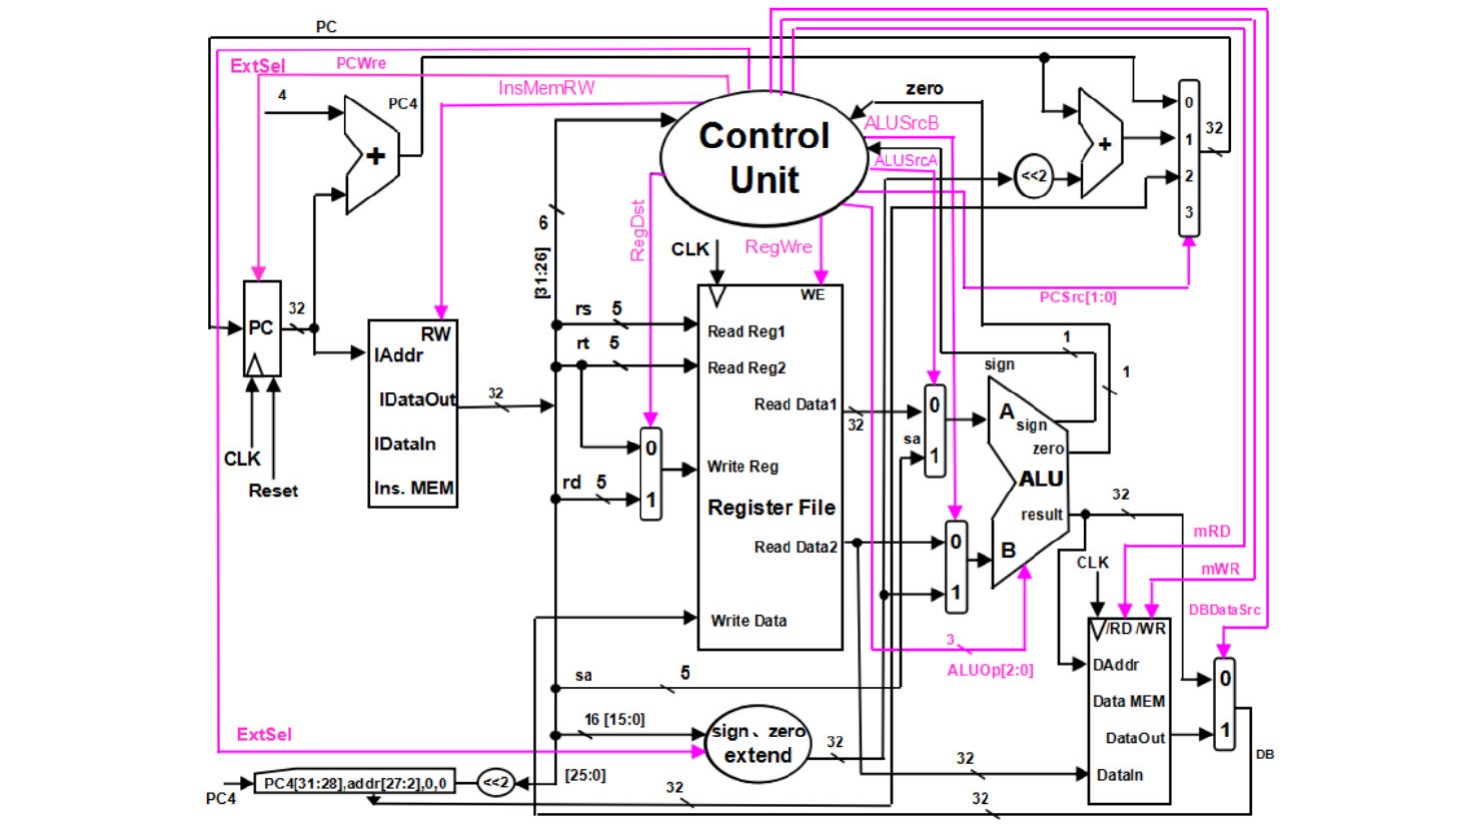 PC
ExtSel
PCWre
InsMemRW
4
PC4
+
Control
Unit
zero
ALUSrcB
ALUSrcA
+
<<2
0
1
2
3
32
6
[31:26]
RegDst
CLK
RegWre
PCSrc[1:0]
PC
32
CLK
Reset
RW
IAddr
IDataOut
IDataIn
Ins. MEM
32
rs 5
rt 5
rd 5
0
1
WE
Read Reg1
Read Reg2
Read Data1
Write Reg
Register File
Read Data2
Write Data
32
sa
0
1
0
1
sign
1
1
A
sign
zero
ALU
result
B
32
3
ALUOp[2:0]
CLK
mRD
mWR
DBDataSrc
/RD /WR
DAddr
Data MEM
DataOut
DataIn
0
1
DB
sa 5
16 [15:0]
sign、zero
extend
32
ExtSel
[25:0]
PC4
PC4[31:28],addr[27:2],0,0
<<2
32
32
32